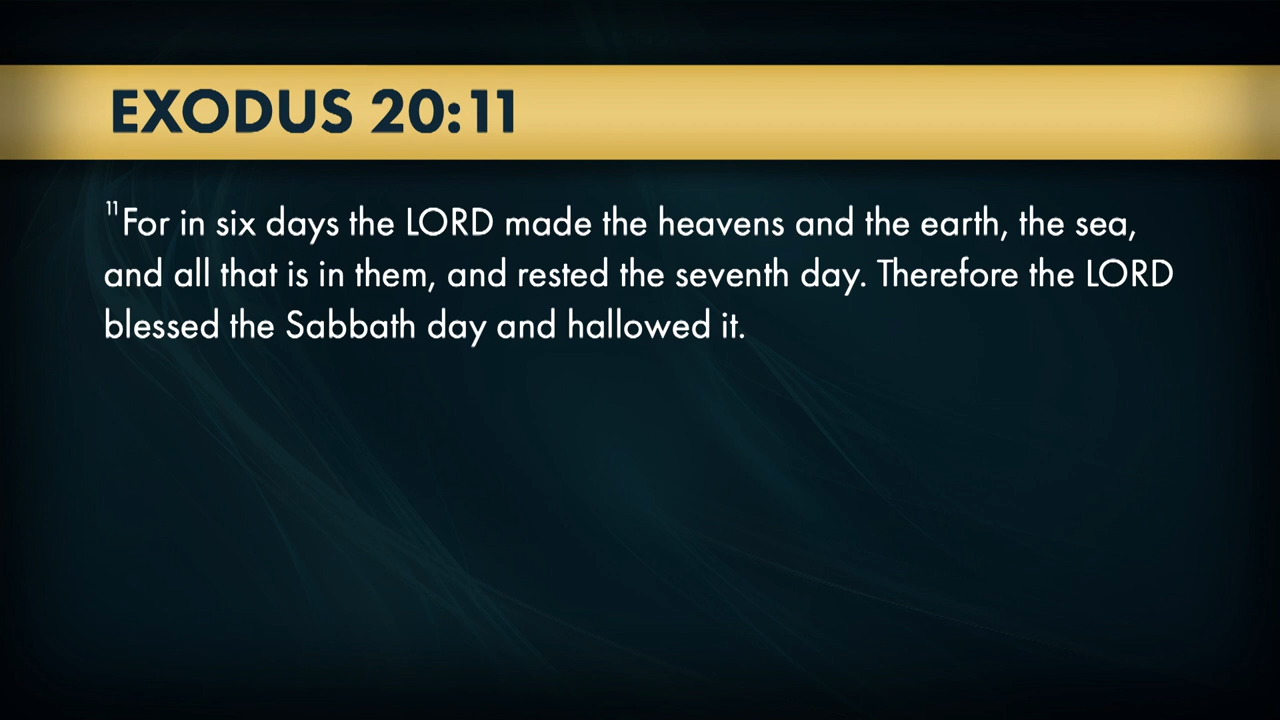 EXODUS 20:11
11For in six days the LORD made the heavens and the earth, the sea,
and all that is in them, and rested the seventh day. Therefore the LORD
blessed the Sabbath day and hallowed it.